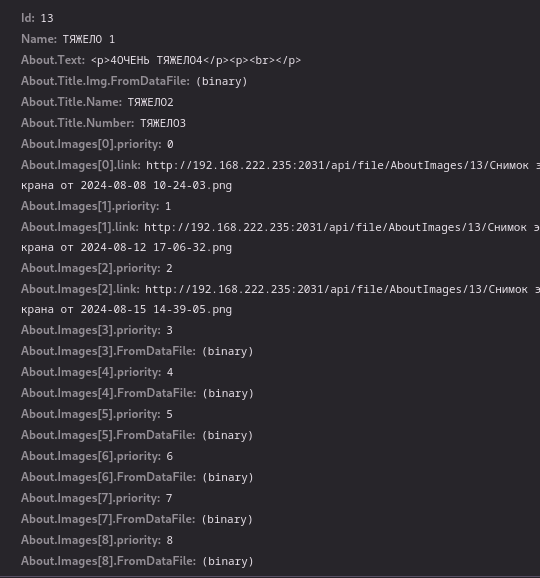 Id: 13
Name: ТЯЖЕЛО 1
About.Text: <p>4ОЧЕНЬ ТЯЖЕЛО4</p><p><br></p>
About.Title.Img.FromDataFile: (binary)
About.Title.Name: ТЯЖЕЛО2
About.Title.Number: ТЯЖЕЛО3
About.Images[0].priority: 0
About.Images[0].link: http://192.168.222.235:2031/api/file/AboutImages/13/Снимок э
крана от 2024-08-08 10-24-03.png
About.Images[1].priority: 1
About.Images[1].link: http://192.168.222.235:2031/api/file/AboutImages/13/Снимок э
крана от 2024-08-12 17-06-32.png
About.Images[2].priority: 2
About.Images[2].link: http://192.168.222.235:2031/api/file/AboutImages/13/Снимок э
крана от 2024-08-15 14-39-05.png
About.Images[3].priority: 3
About.Images[3].FromDataFile: (binary)
About.Images[4].priority: 4
About.Images[4].FromDataFile: (binary)
About.Images[5].priority: 5
About.Images[5].FromDataFile: (binary)
About.Images[6].priority: 6
About.Images[6].FromDataFile: (binary)
About.Images[7].priority: 7
About.Images[7].FromDataFile: (binary)
About.Images[8].priority: 8
About.Images[8].FromDataFile: (binary)